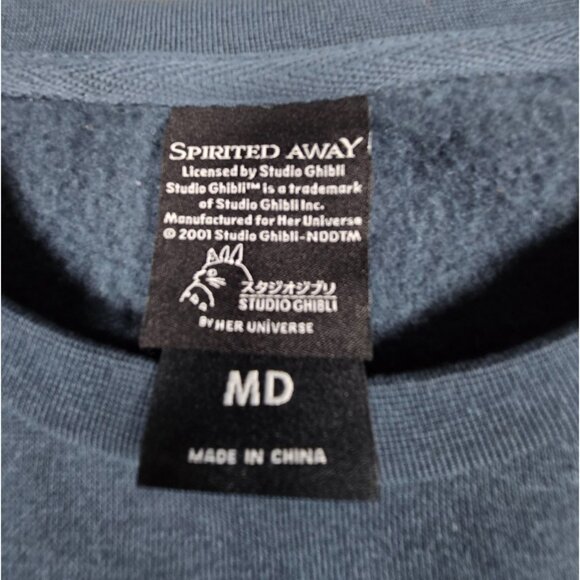 SPIRITED AWAY
Licensed by Studio Ghibli
Studio Ghibli™ is a trademark
of Studio Ghibli Inc.
Manufactured for Her Universe
© 2001 Studio Ghibli-NDDTM
スタジオジブリ
STUDIO GHIBLI
BY HER UNIVERSE
MD
MADE IN CHINA